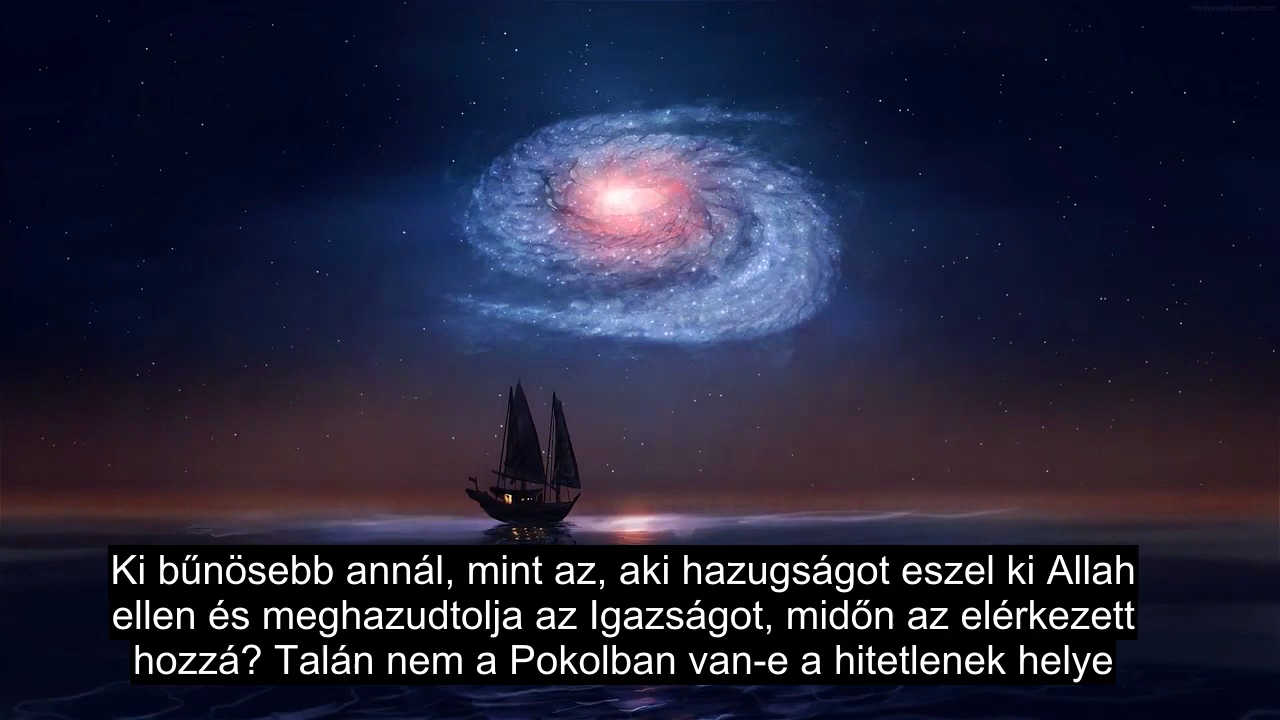 Ki bűnösebb annál, mint az, aki hazugságot eszel ki Allah
ellen és meghazudtolja az Igazságot, midőn az elérkezett
hozzá? Talán nem a Pokolban van-e a hitetlenek helye